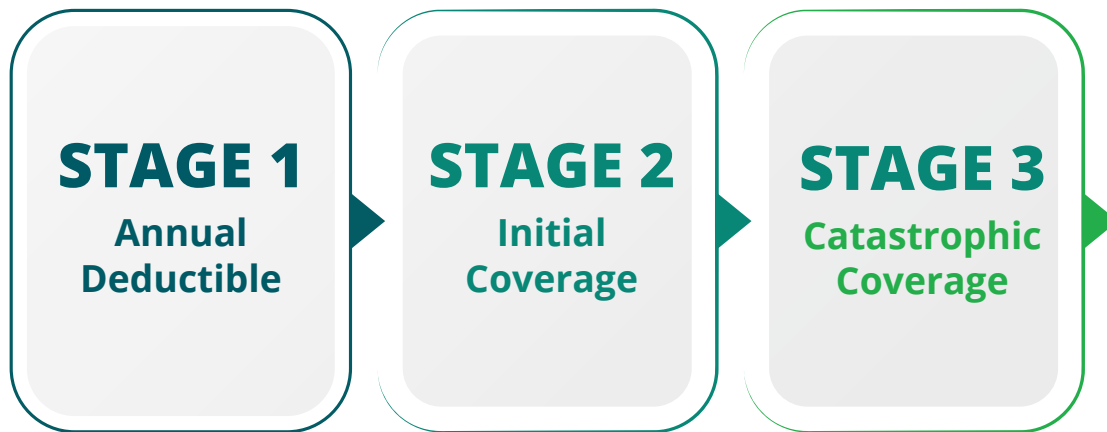 STAGE 1
Annual
Deductible
STAGE 2
Initial
Coverage
STAGE 3
Catastrophic
Coverage